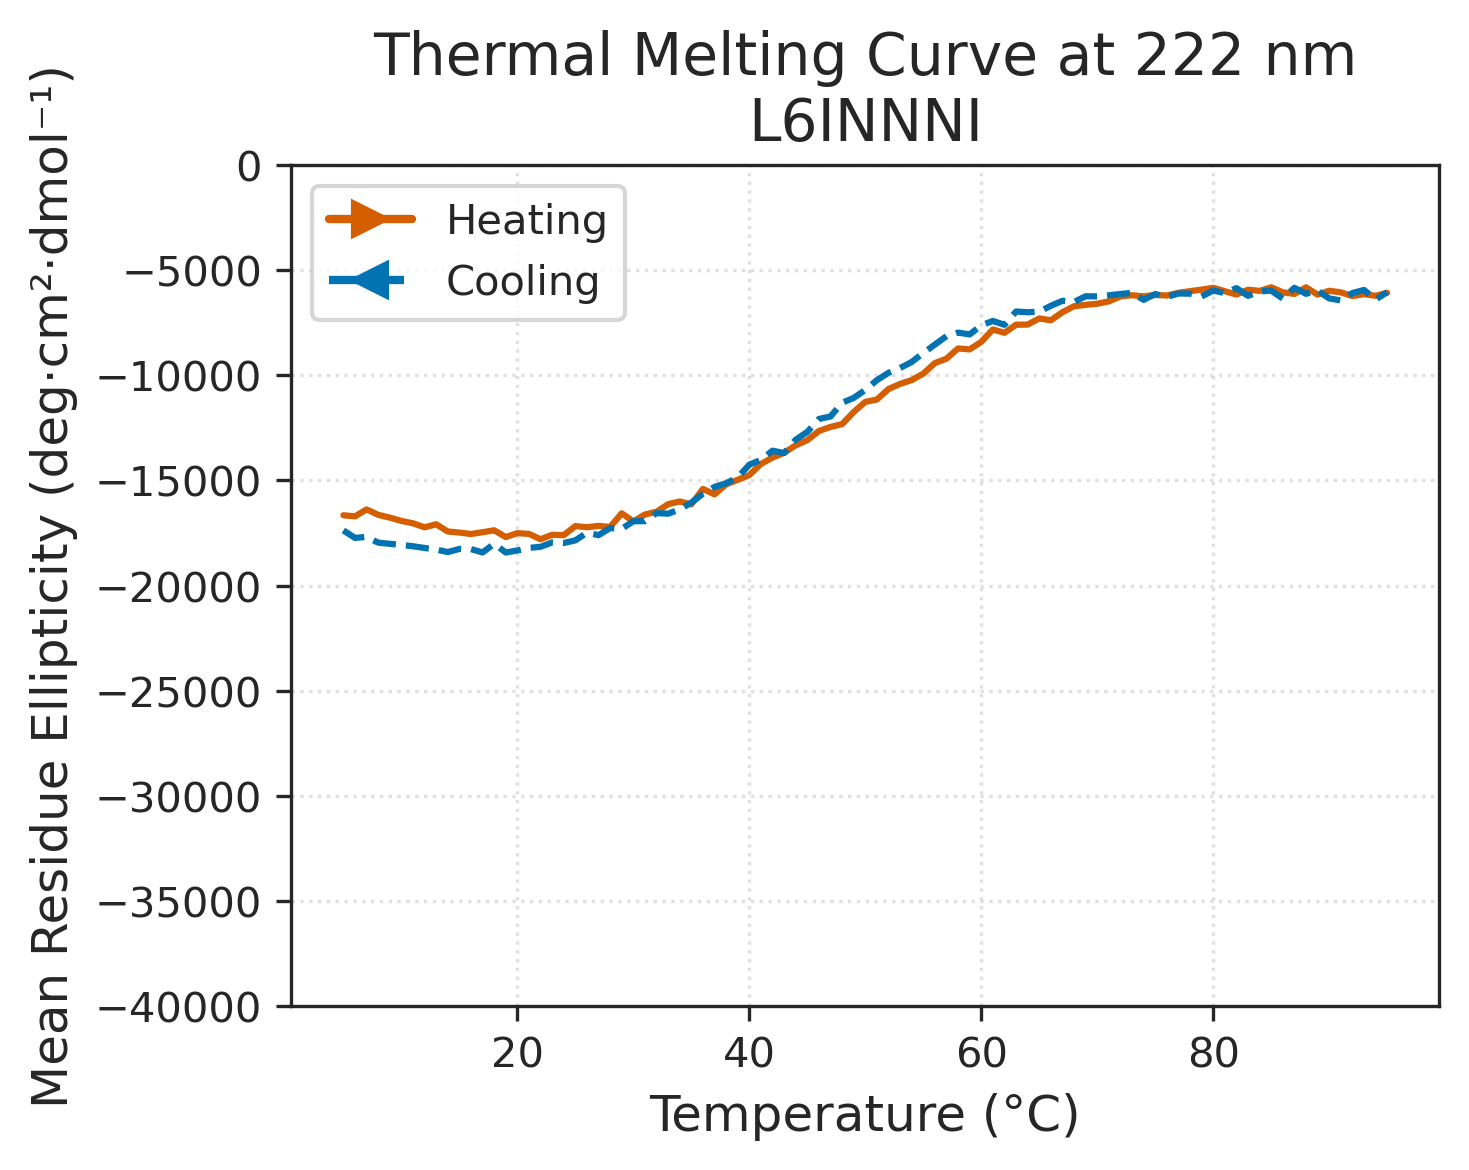 Thermal Melting Curve at 222 nm
L6INNNI
Mean Residue Ellipticity (deg·cm²·dmol⁻¹)
0
−5000
−10000
−15000
−20000
−25000
−30000
−35000
−40000
Heating
Cooling
20
40
60
80
Temperature (°C)